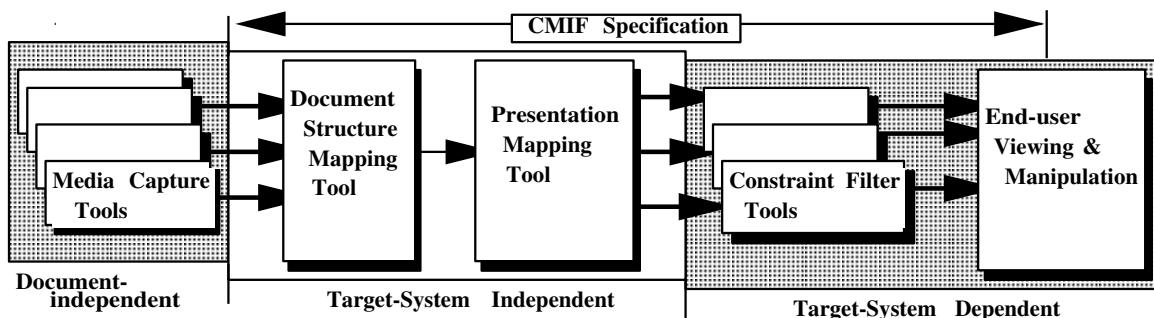 CMIF Specification
Media Capture
Tools
Document
Structure
Mapping
Tool
Presentation
Mapping
Tool
Constraint Filter
Tools
End-user
Viewing &
Manipulation
Document-
independent
Target-System Independent
Target-System Dependent